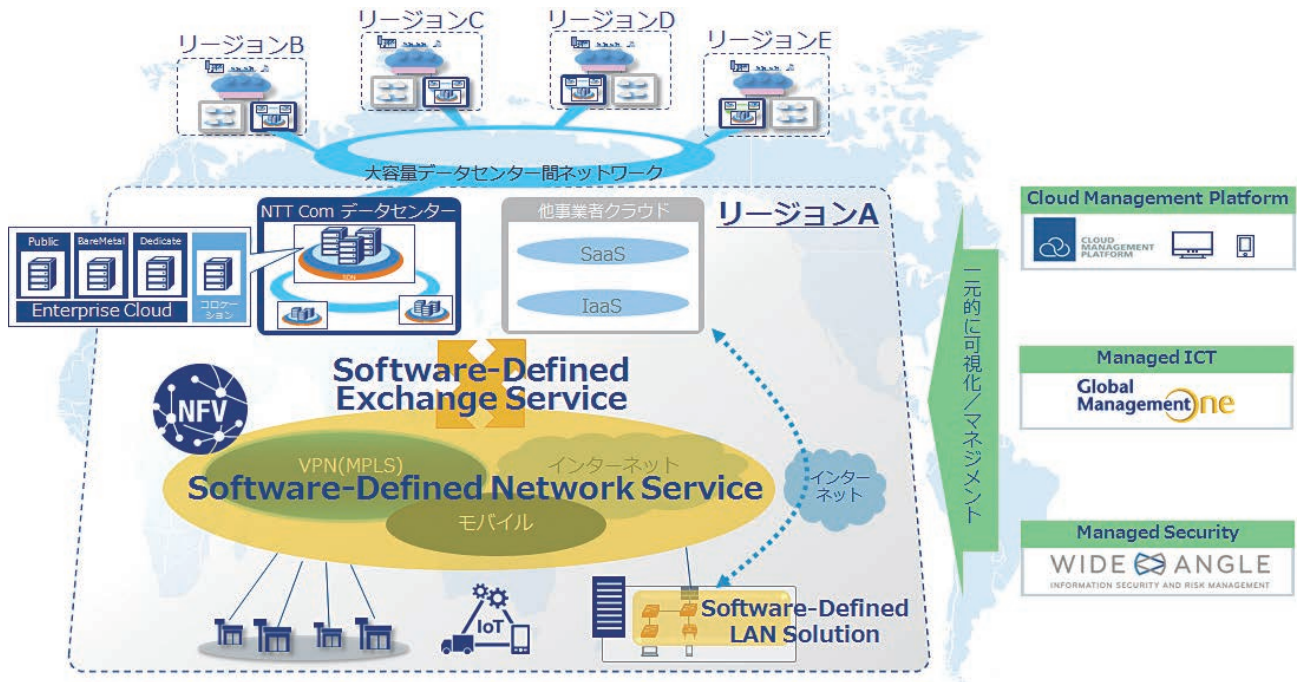 リージョンB
リージョンC
リージョンD
リージョンE
大容量データセンター間ネットワーク
NTT Com データセンター
SDN
Public
BareMetal
Dedicate
Enterprise Cloud
コロケー
ション
他事業者クラウド
SaaS
IaaS
リージョンA
Software-Defined
Exchange Service
NFV
VPN(MPLS)
インターネット
Software-Defined Network Service
モバイル
インター
ネット
IoT
Software-Defined
LAN Solution
一元的に可視化／マネジメント
Cloud Management Platform
CLOUD
MANAGEMENT
PLATFORM
Managed ICT
Global
Management One
Managed Security
WIDE ANGLE
INFORMATION SECURITY AND RISK MANAGEMENT